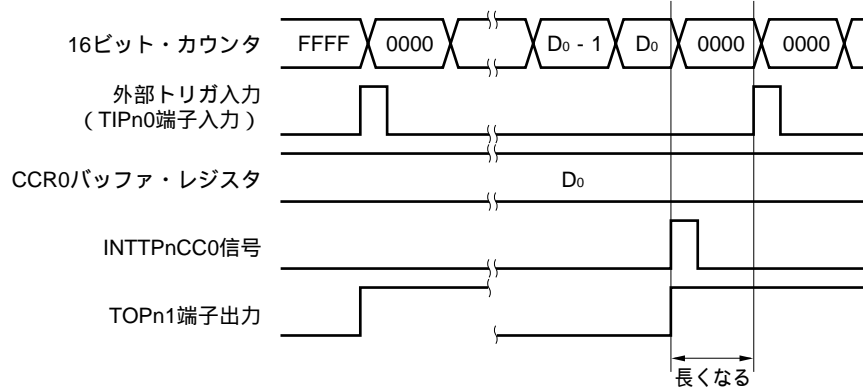 16ビット・カウンタ FFFF 0000 D0 - 1 D0 0000 0000
外部トリガ入力
（TIPn0端子入力）
CCR0バッファ・レジスタ D0
INTTPnCC0信号
TOPn1端子出力
長くなる